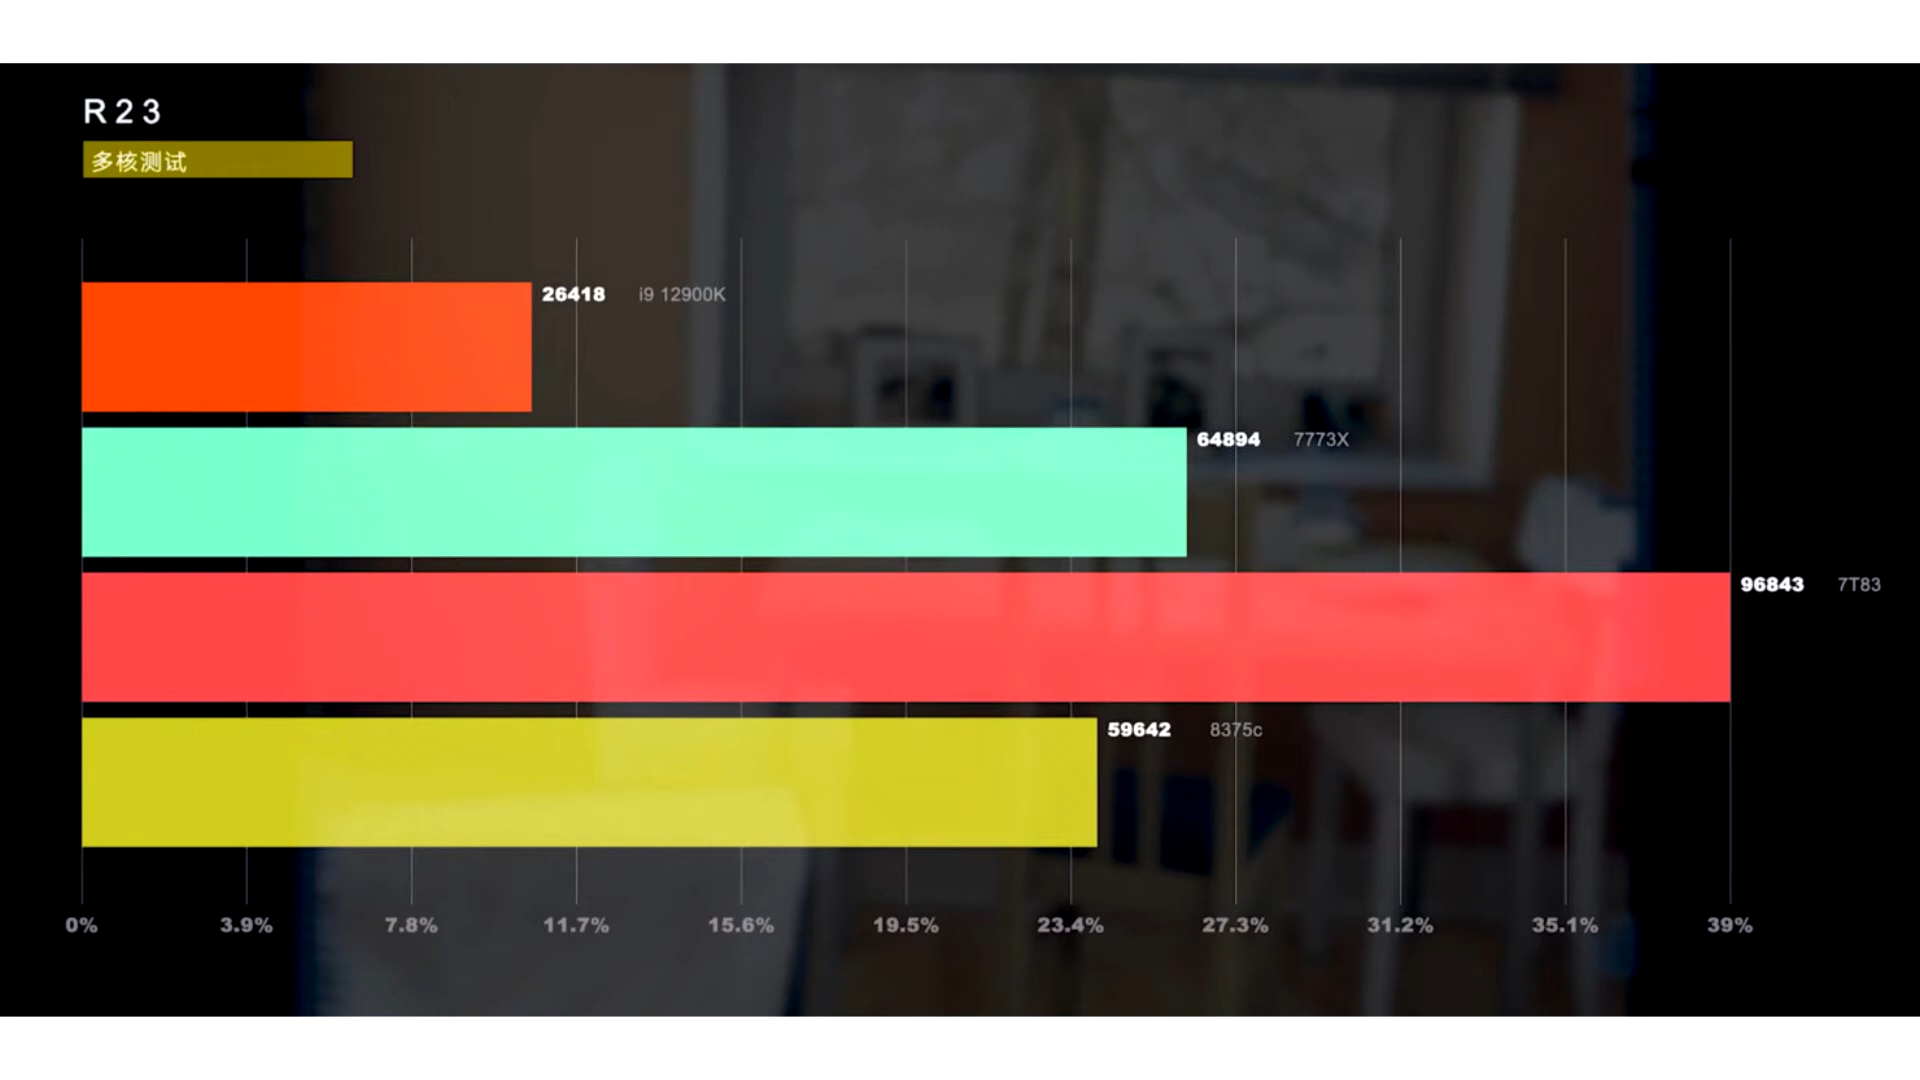 R23
多核测试
26418 i9 12900K
64894 7773X
96843 7T83
59642 8375c
0% 3.9% 7.8% 11.7% 15.6% 19.5% 23.4% 27.3% 31.2% 35.1% 39%